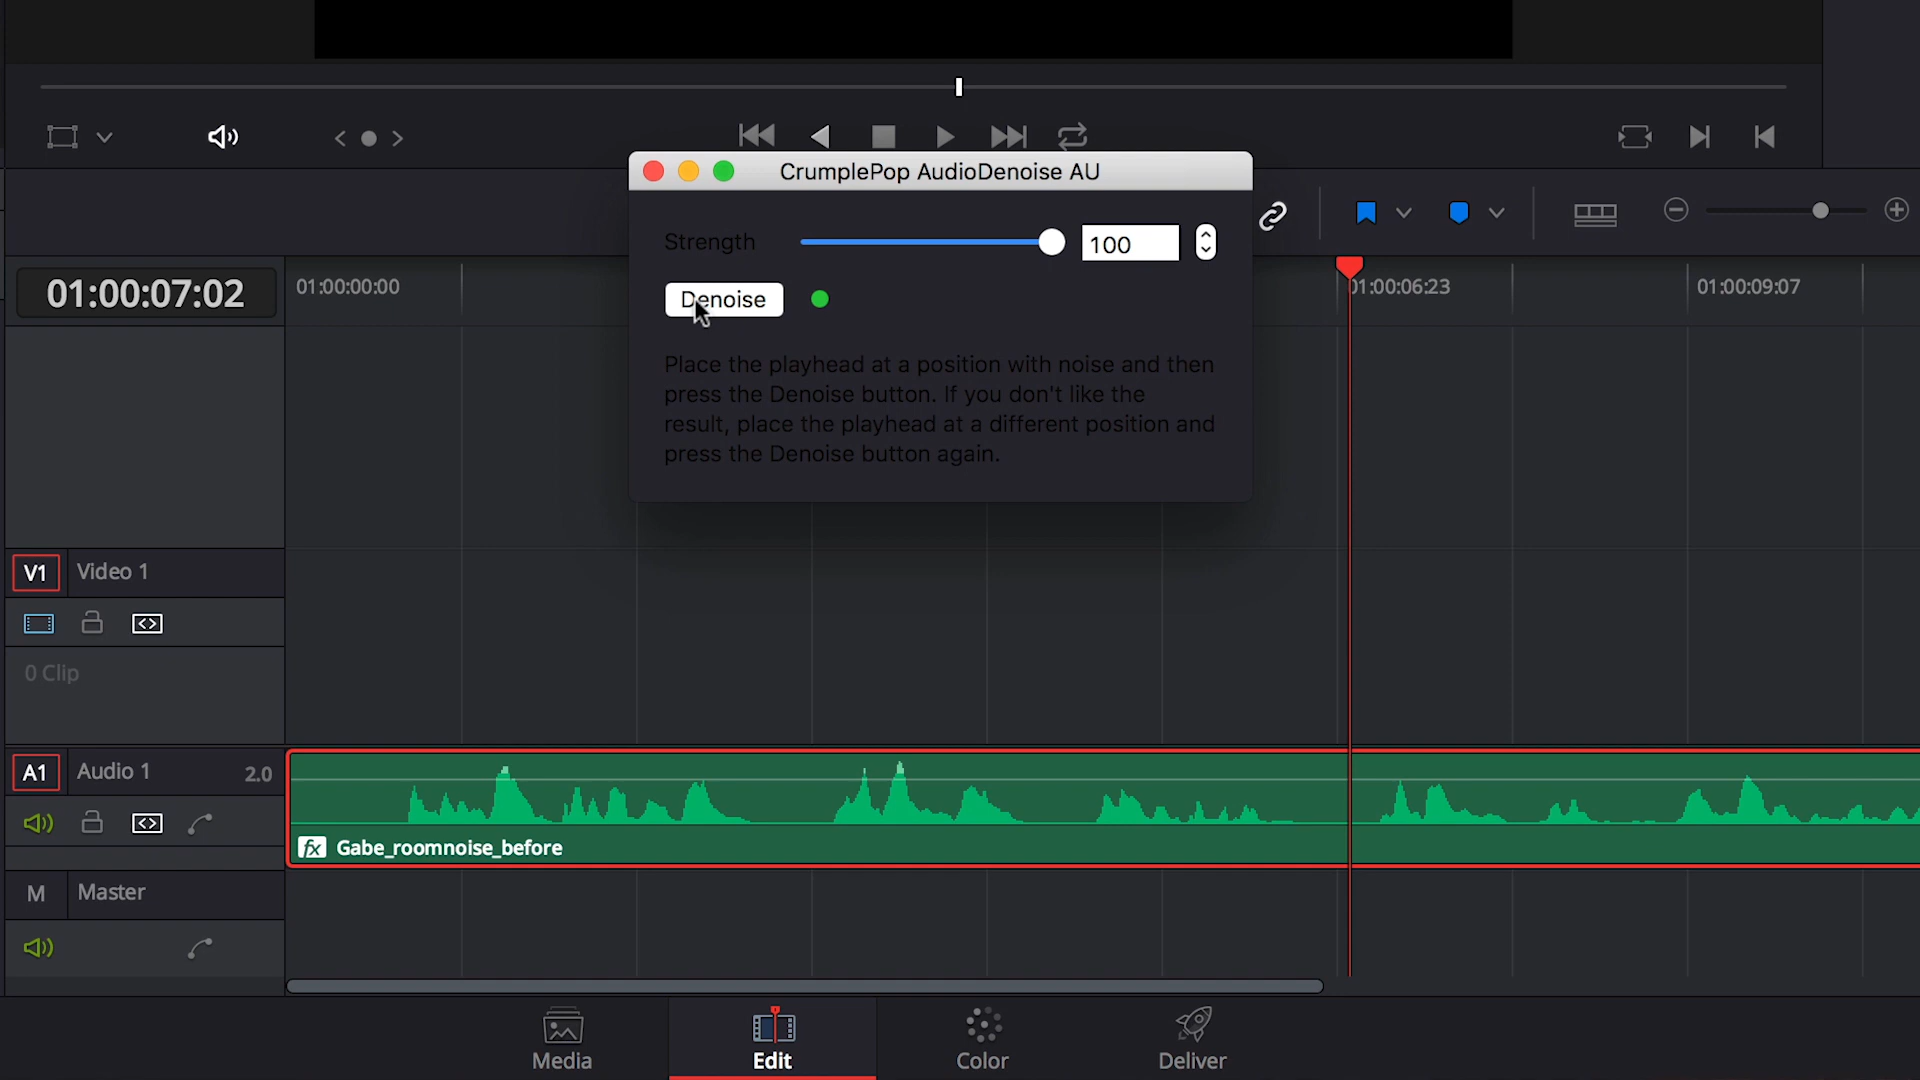 CrumplePop AudioDenoise AU
Strength
100
Denoise
Place the playhead at a position with noise and then
press the Denoise button. If you don't like the
result, place the playhead at a different position and
press the Denoise button again.
01:00:07:02
01:00:00:00
01:00:06:23
01:00:09:07
V1
Video 1
0 Clip
A1
Audio 1
2.0
fx Gabe_roomnoise_before
M
Master
Media
Edit
Color
Deliver